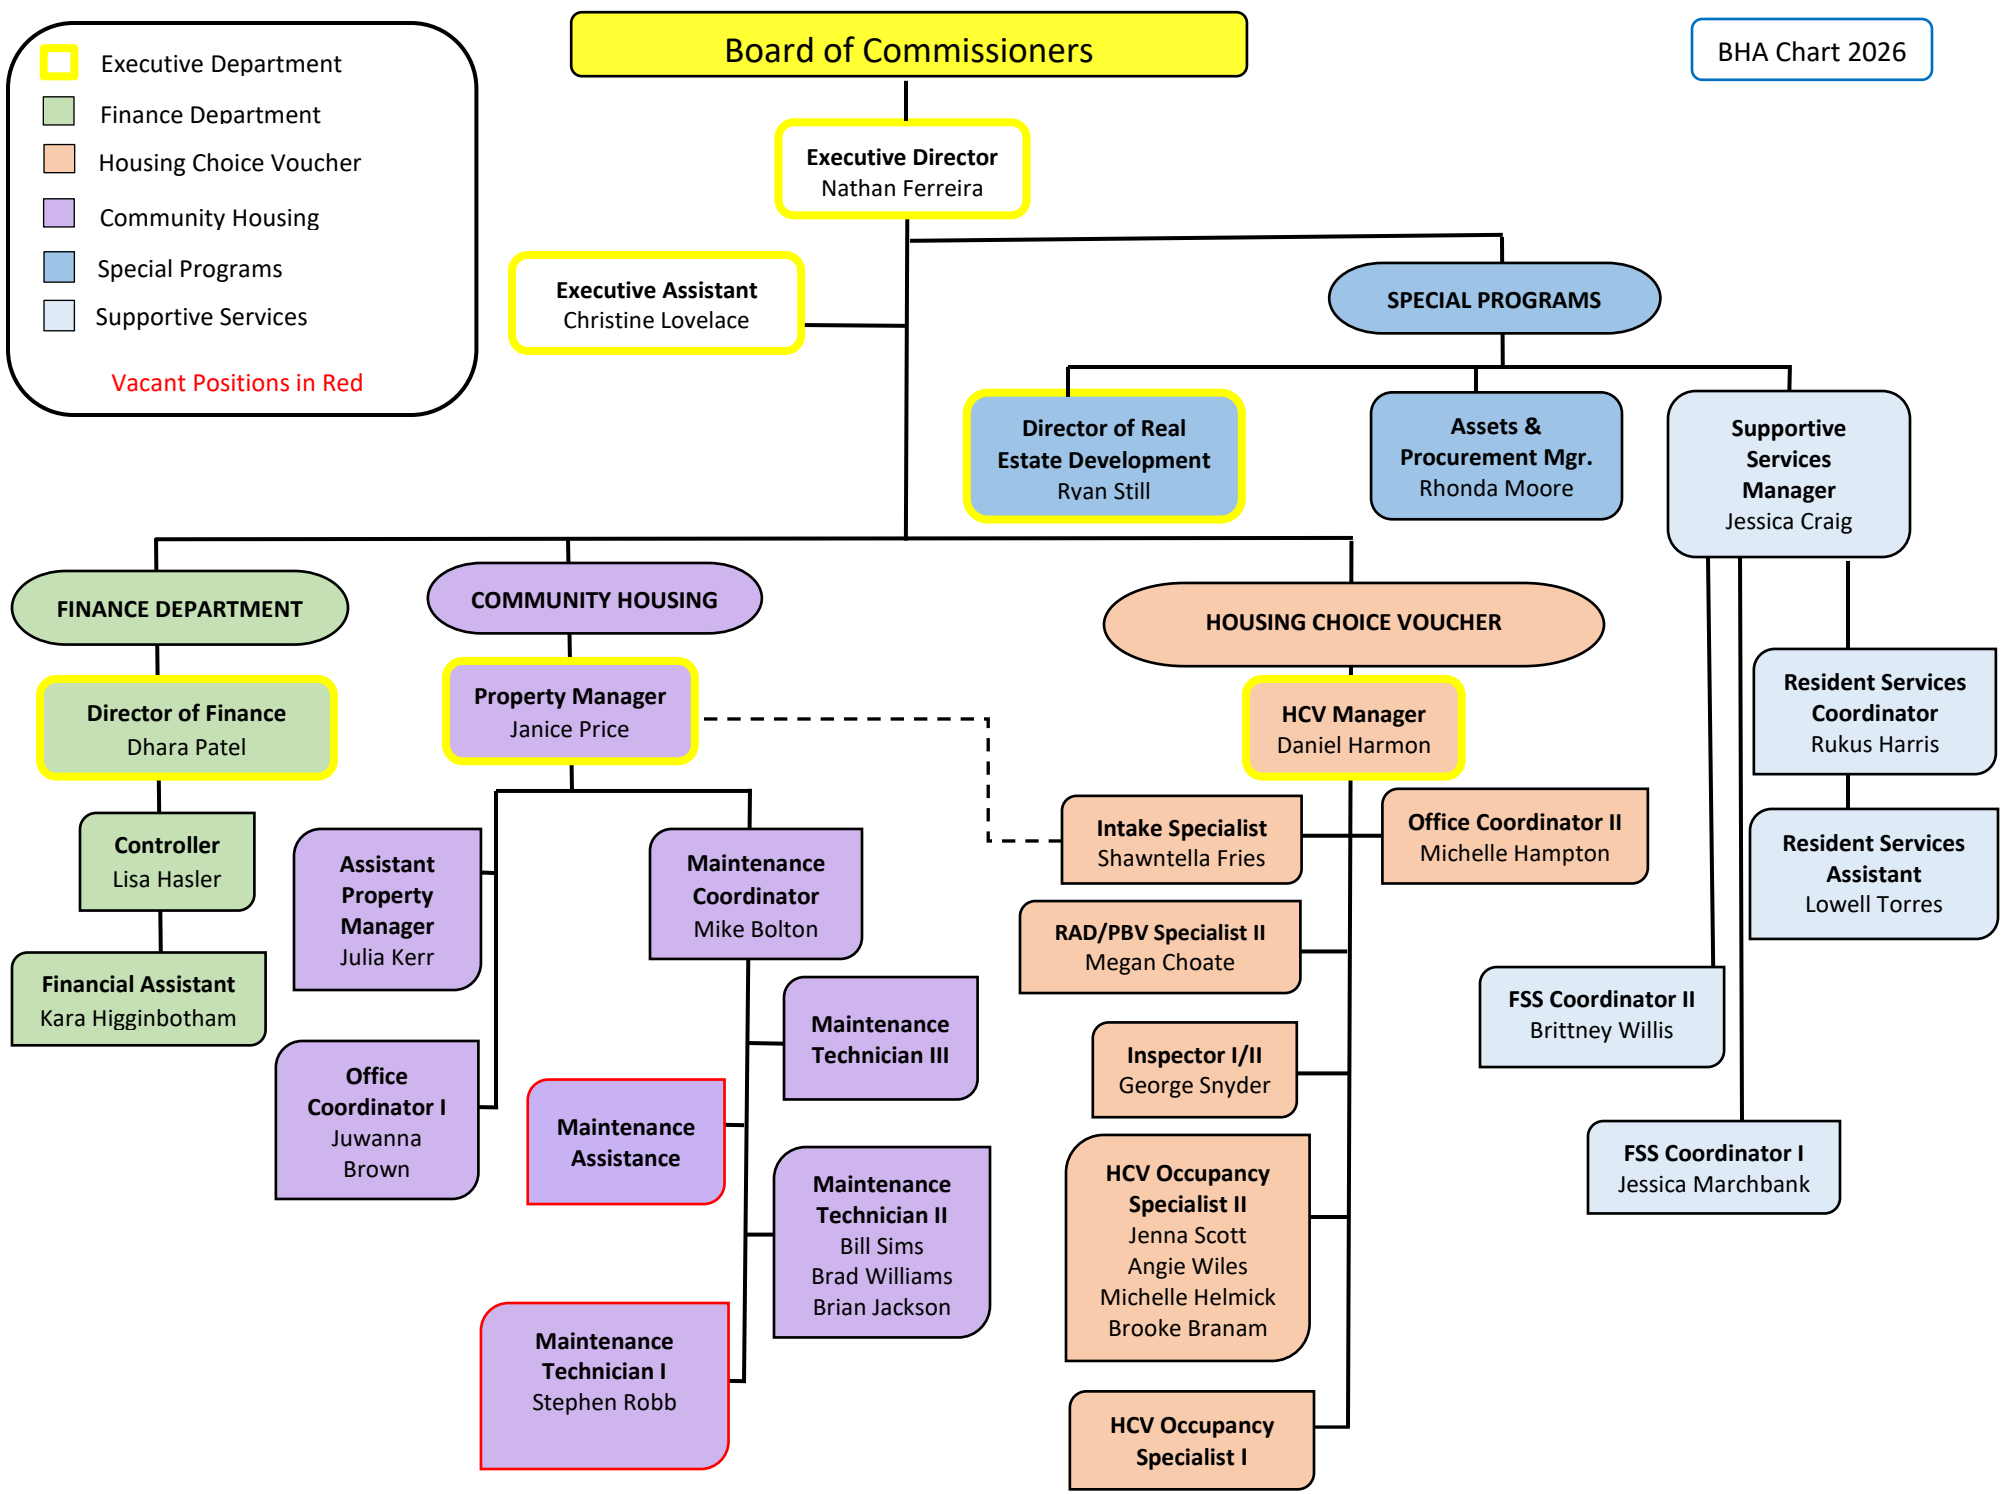 Board of Commissioners
BHA Chart 2026
Executive Department
Finance Department
Housing Choice Voucher
Community Housing
Special Programs
Supportive Services
Vacant Positions in Red
Executive Director
Nathan Ferreira
Executive Assistant
Christine Lovelace
SPECIAL PROGRAMS
Director of Real
Estate Development
Ryan Still
Assets &
Procurement Mgr.
Rhonda Moore
Supportive
Services
Manager
Jessica Craig
FINANCE DEPARTMENT
COMMUNITY HOUSING
HOUSING CHOICE VOUCHER
Director of Finance
Dhara Patel
Controller
Lisa Hasler
Financial Assistant
Kara Higginbotham
Property Manager
Janice Price
Assistant
Property
Manager
Julia Kerr
Office
Coordinator I
Juwanna
Brown
Maintenance
Coordinator
Mike Bolton
Maintenance
Technician III
Maintenance
Assistance
Maintenance
Technician II
Bill Sims
Brad Williams
Brian Jackson
Maintenance
Technician I
Stephen Robb
HCV Manager
Daniel Harmon
Intake Specialist
Shawntella Fries
Office Coordinator II
Michelle Hampton
RAD/PBV Specialist II
Megan Choate
Inspector I/II
George Snyder
HCV Occupancy
Specialist II
Jenna Scott
Angie Wiles
Michelle Helmick
Brooke Branam
HCV Occupancy
Specialist I
Resident Services
Coordinator
Rukus Harris
Resident Services
Assistant
Lowell Torres
FSS Coordinator II
Brittney Willis
FSS Coordinator I
Jessica Marchbank